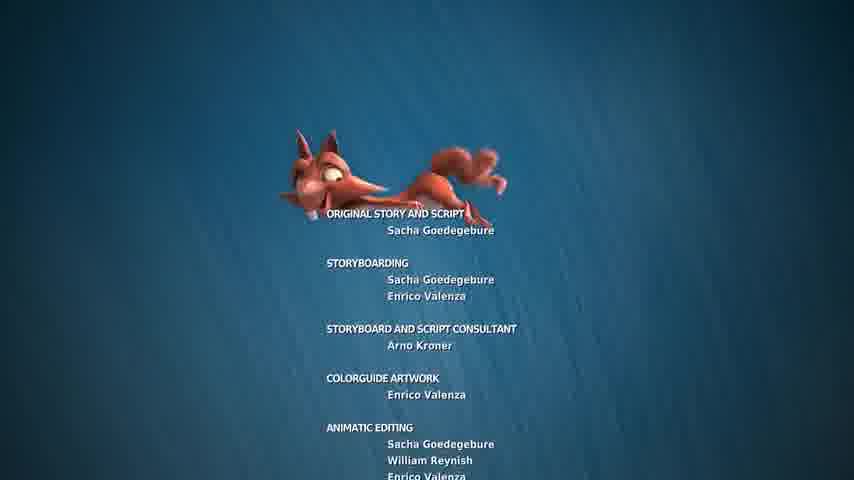 ORIGINAL STORY AND SCRIPT
Sacha Goedegebure
STORYBOARDING
Sacha Goedegebure
Enrico Valenza
STORYBOARD AND SCRIPT CONSULTANT
Arno Kroner
COLORGUIDE ARTWORK
Enrico Valenza
ANIMATIC EDITING
Sacha Goedegebure
William Reynish
Enrico Valenza